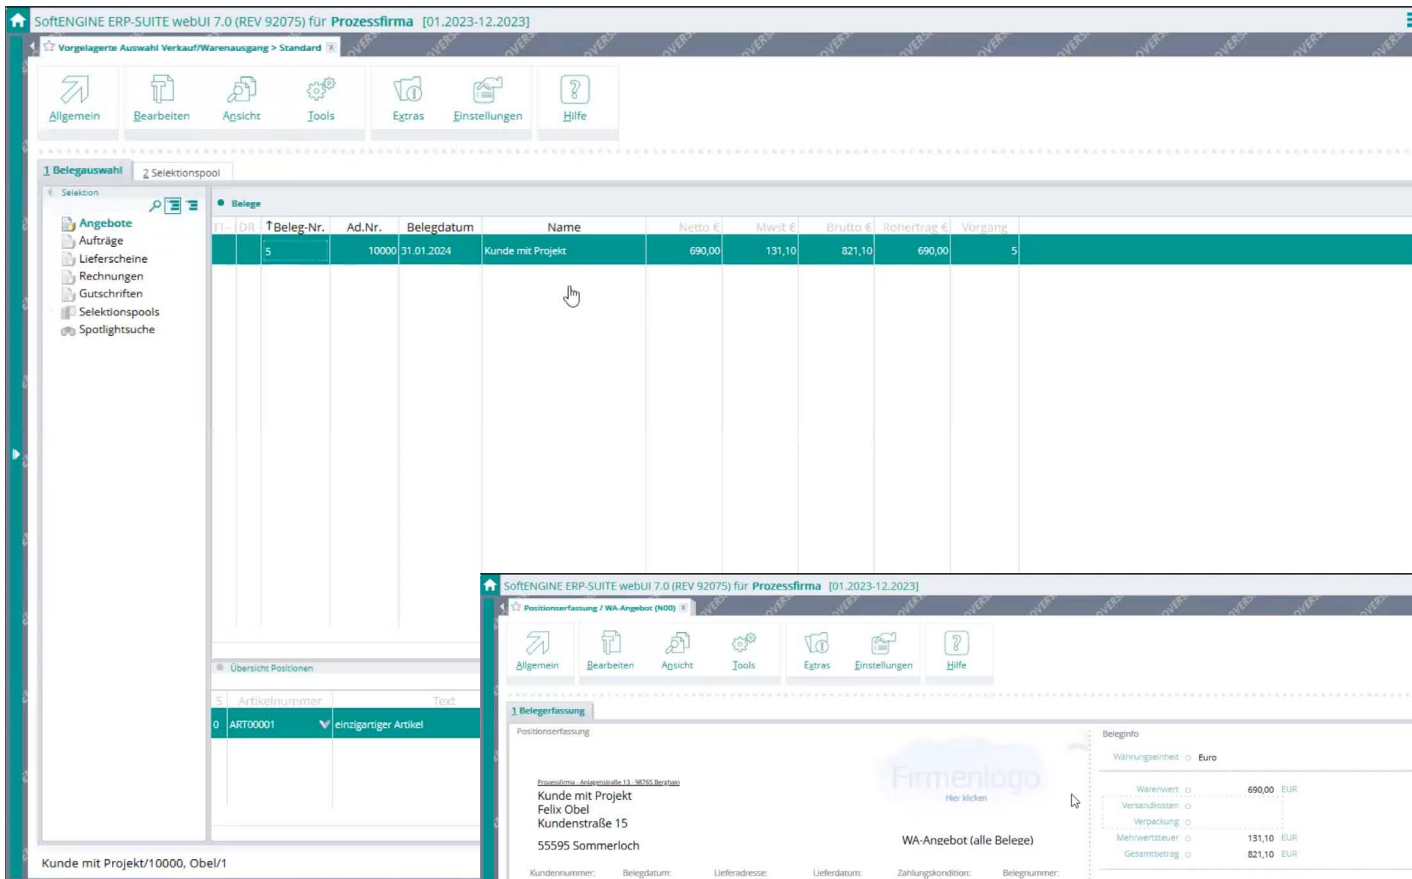 SoftENGINE ERP-SUITE webUI 7.0 (REV 92075) für Prozessfirma [01.2023-12.2023]
Vorgelagerte Auswahl Verkauf/Warenausgang > Standard x
Allgemein Bearbeiten Ansicht Tools Extras Einstellungen Hilfe
1 Belegauswahl 2 Selektionspool
Selektion
Angebote
Aufträge
Lieferscheine
Rechnungen
Gutschriften
Selektionspools
Spotlightsuche
Belege
DR Beleg-Nr. Ad.Nr. Belegdatum Name Netto € Mwst € Brutto € Rohertrag € Vorgang
5 10000 31.01.2024 Kunde mit Projekt 690,00 131,10 821,10 690,00 5
Übersicht Positionen
S Artikelnummer Text
0 ART00001 einzigartiger Artikel
Kunde mit Projekt/10000, Obel/1
SoftENGINE ERP-SUITE webUI 7.0 (REV 92075) für Prozessfirma [01.2023-12.2023]
Positionserfassung / WA-Angebot (N00) x
Allgemein Bearbeiten Ansicht Tools Extras Einstellungen Hilfe
1 Belegerfassung
Positionserfassung
Prozessfirma - Anlagenstraße 13 - 98765 Berghain
Kunde mit Projekt
Felix Obel
Kundenstraße 15
55595 Sommerloch
Firmenlogo
Hier klicken
WA-Angebot (alle Belege)
Kundennummer: Belegdatum: Lieferadresse: Lieferdatum: Zahlungskondition: Belegnummer:
Beleginfo
Währungseinheit Euro
Warenwert 690,00 EUR
Versandkosten
Verpackung
Mehrwertsteuer 131,10 EUR
Gesamtbetrag 821,10 EUR